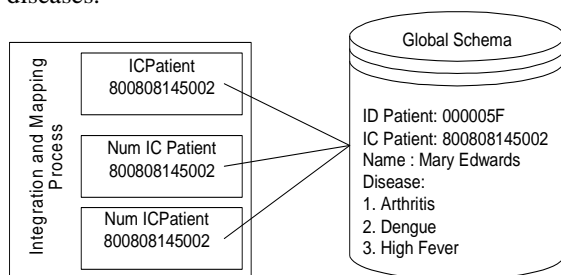 diseases.
Integration and Mapping
Process
ICPatient
800808145002
Num IC Patient
800808145002
Num ICPatient
800808145002
Global Schema
ID Patient: 000005F
IC Patient: 800808145002
Name : Mary Edwards
Disease:
1. Arthritis
2. Dengue
3. High Fever